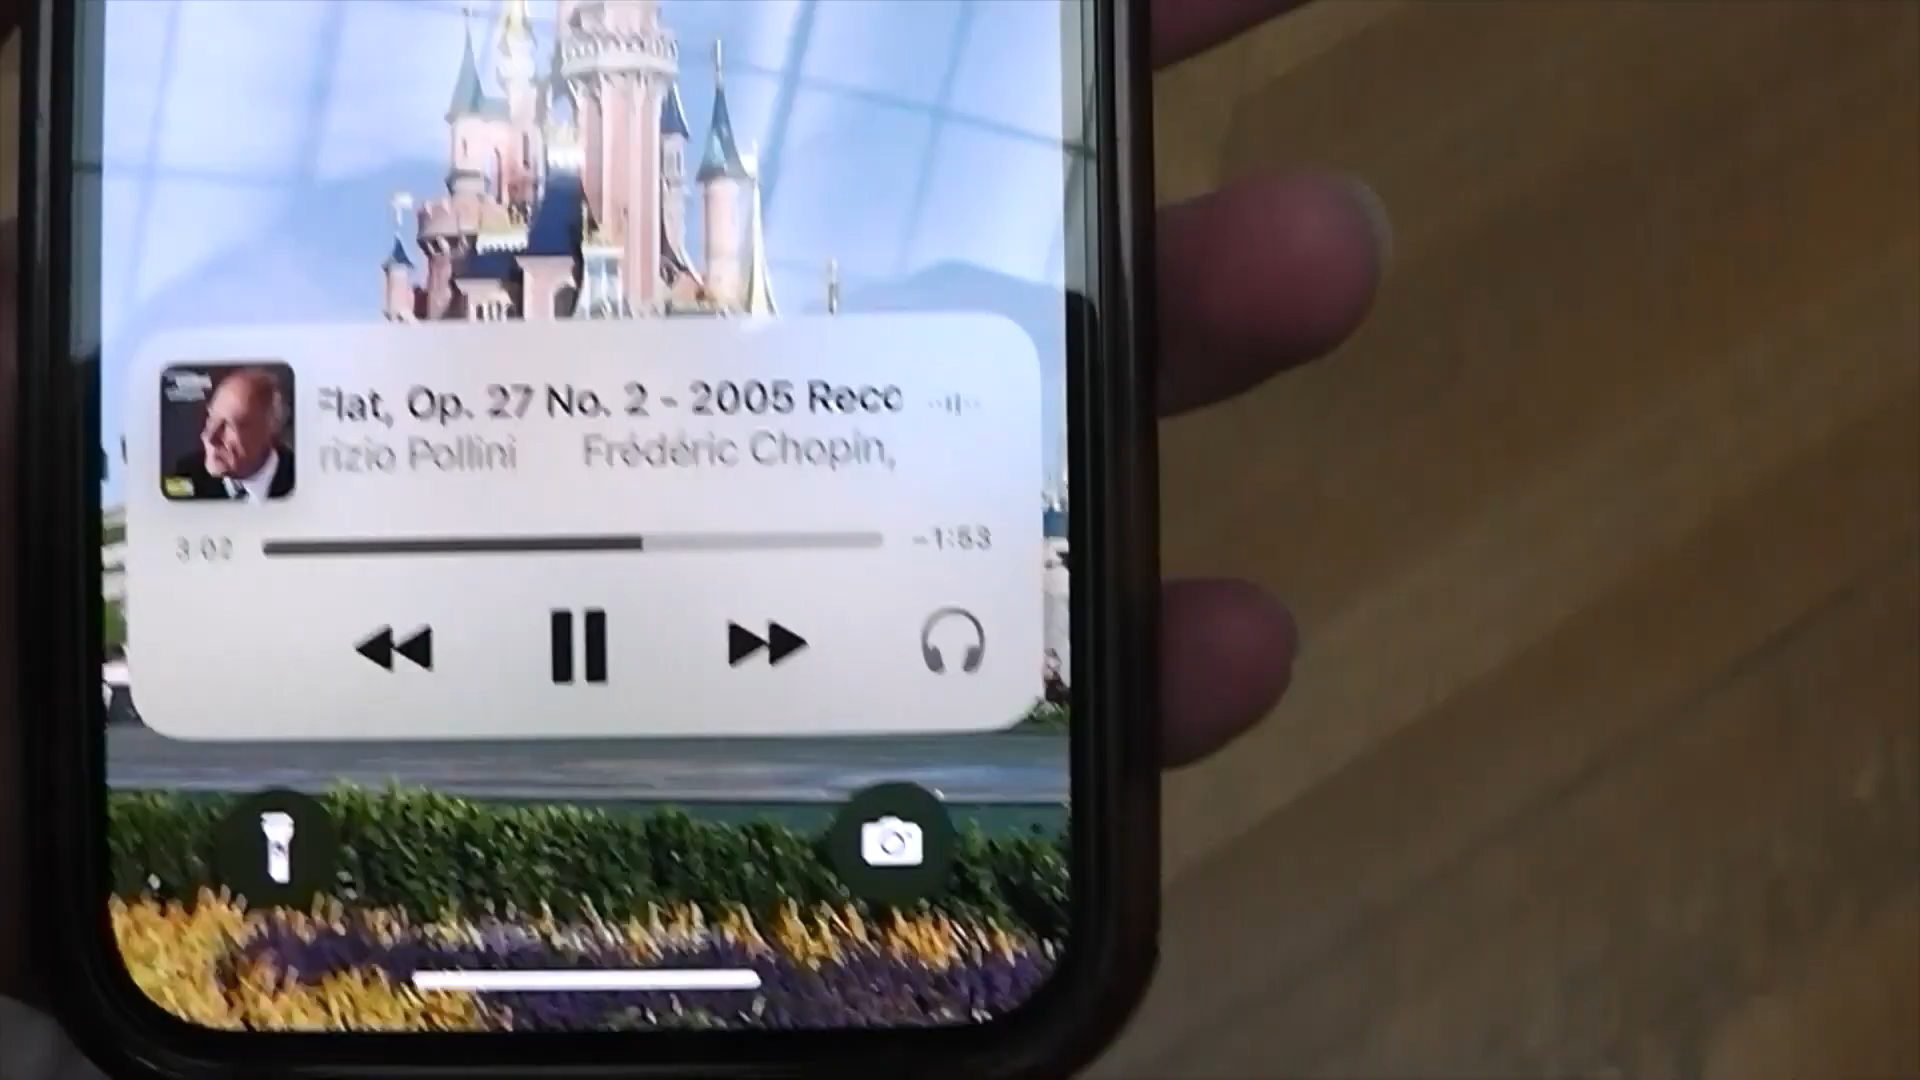 Flat, Op. 27 No. 2 - 2005 Reco
rizio Pollini Frédéric Chopin,
3:02 -1:53